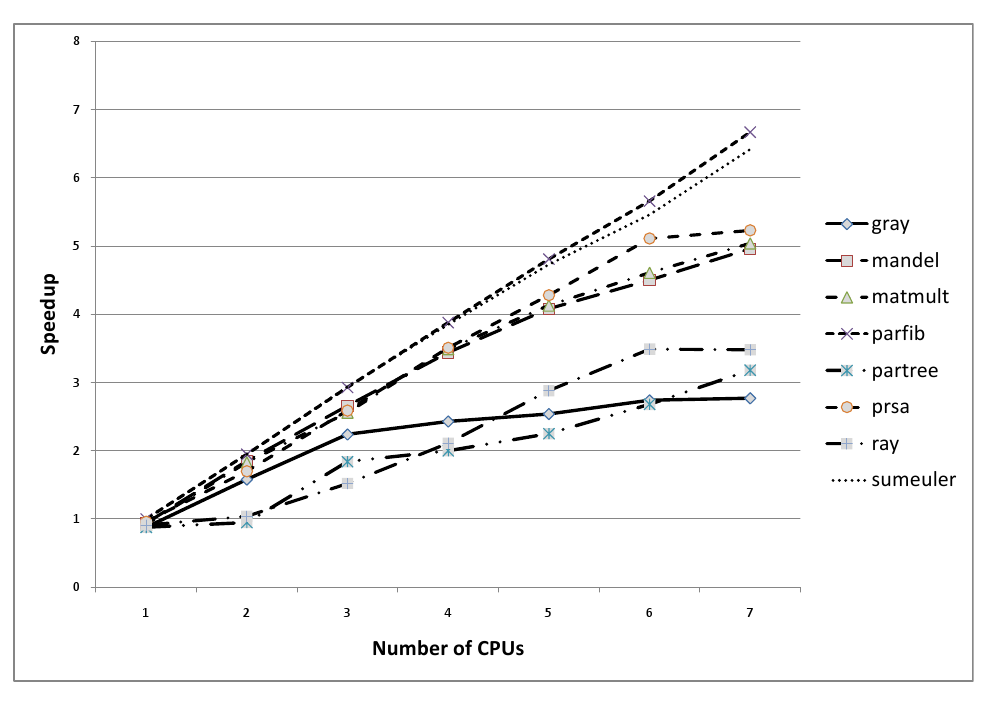 8
7
6
5
4
3
2
1
0
Speedup
1 2 3 4 5 6 7
Number of CPUs
gray
mandel
matmult
parfib
partree
prsa
ray
sumeuler